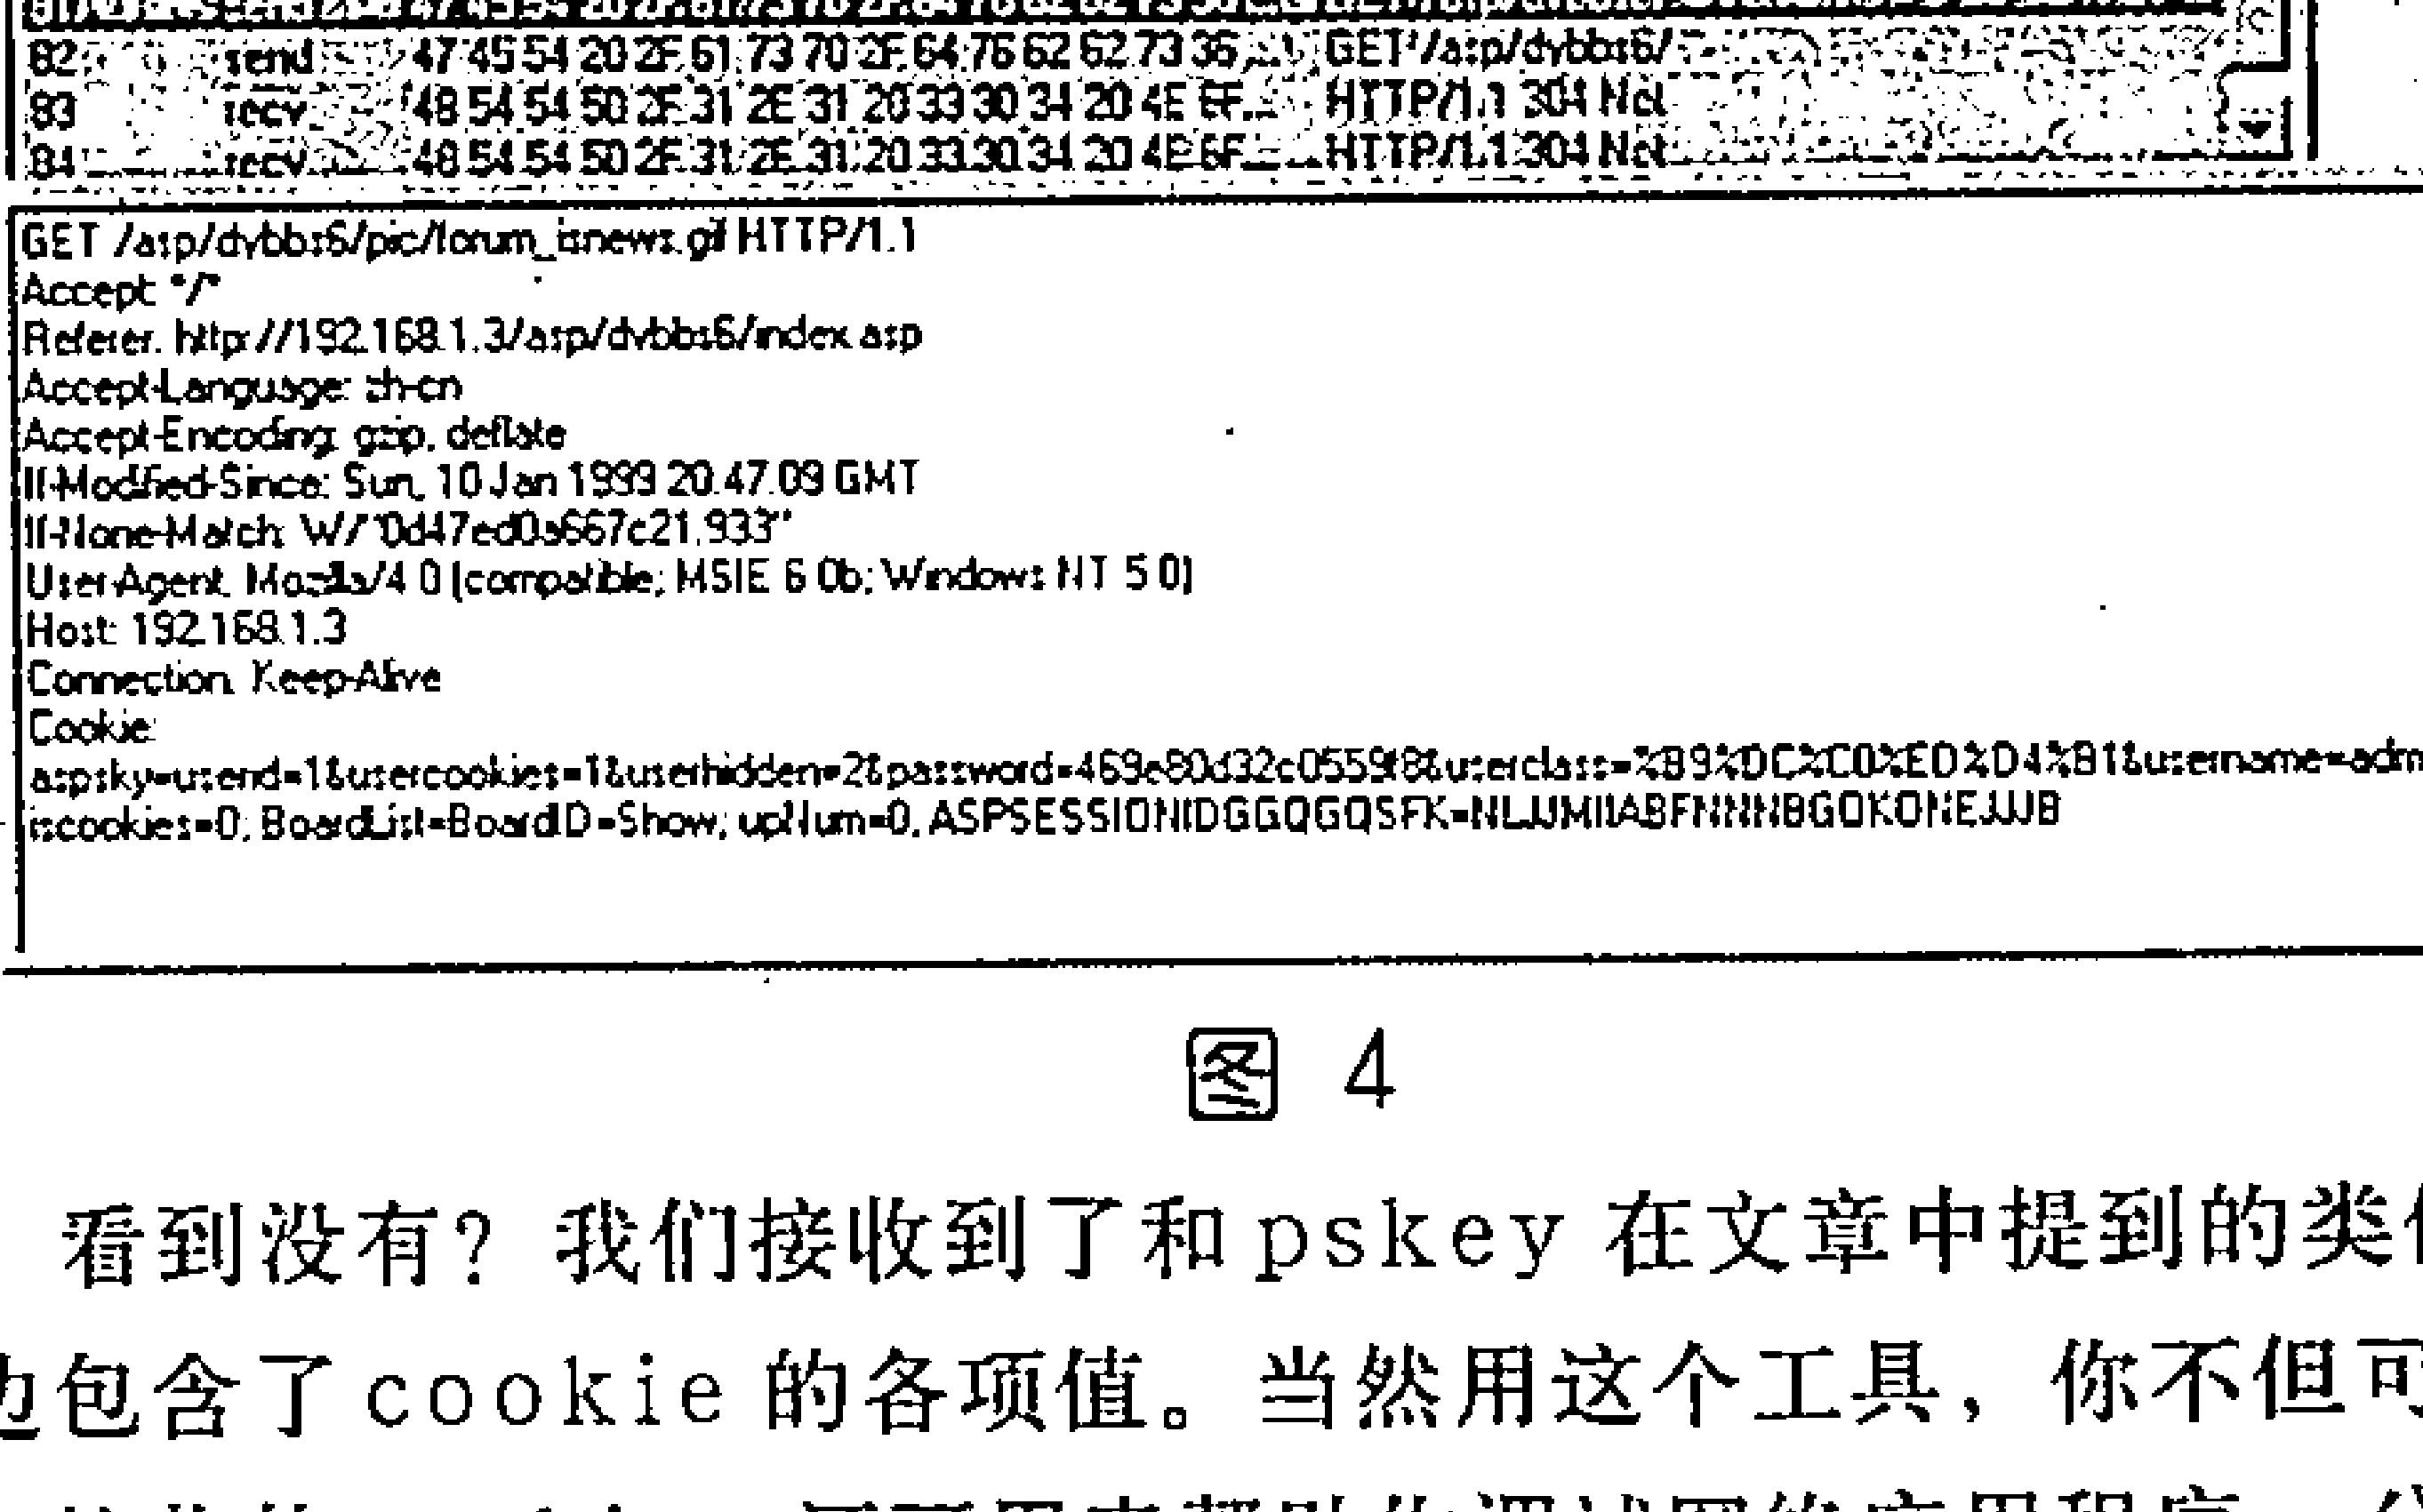 82 send 47 45 54 20 2F 61 73 70 2F 64 76 62 62 73 36 ... GET /asp/dvbbs6/
83 recv 48 54 54 50 2F 31 2E 31 20 33 30 34 20 4E 6F ... HTTP/1.1 304 Not
84 recv 48 54 54 50 2F 31 2E 31 20 33 30 34 20 4E 6F ... HTTP/1.1 304 Not
GET /asp/dvbbs6/pic/forum_isnews.gif HTTP/1.1
Accept: */*
Referer: http://192.168.1.3/asp/dvbbs6/index.asp
Accept-Language: zh-cn
Accept-Encoding: gzip, deflate
If-Modified-Since: Sun, 10 Jan 1999 20:47:09 GMT
If-None-Match: W/"0d47ed0a667c21:933"
User-Agent: Mozilla/4.0 (compatible; MSIE 6.0b; Windows NT 5.0)
Host: 192.168.1.3
Connection: Keep-Alive
Cookie:
aspsky=userid=1&usercookies=1&userhidden=2&password=469e80d32c0559f8&userclass=%B9%DC%C0%ED%D4%B1&username=adm
iscookies=0; BoardList=BoardID=Show; upNum=0;
图 4
看到没有？我们接收到了和pskey在文章中提到的类
包含了cookie的各项值。当然用这个工具，你不但可